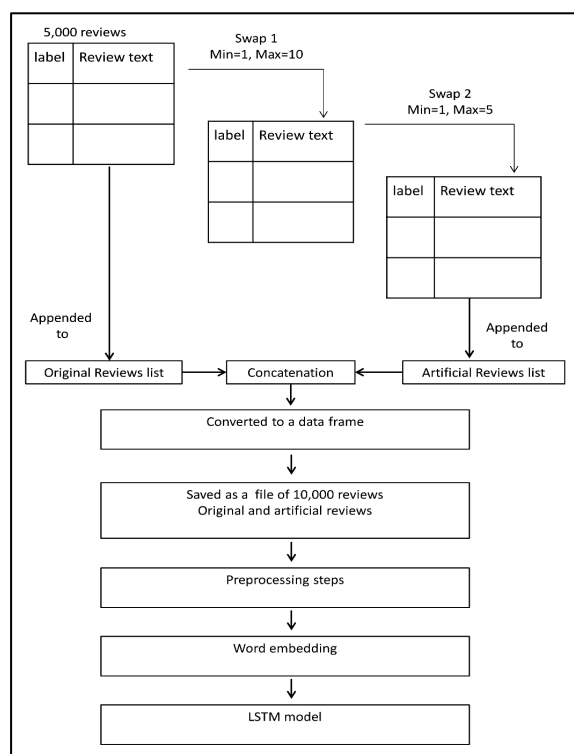 5,000 reviews
label Review text
Swap 1
Min=1, Max=10
label Review text
Swap 2
Min=1, Max=5
label Review text
Appended
to
Appended
to
Original Reviews list
Concatenation
Artificial Reviews list
Converted to a data frame
Saved as a file of 10,000 reviews
Original and artificial reviews
Preprocessing steps
Word embedding
LSTM model